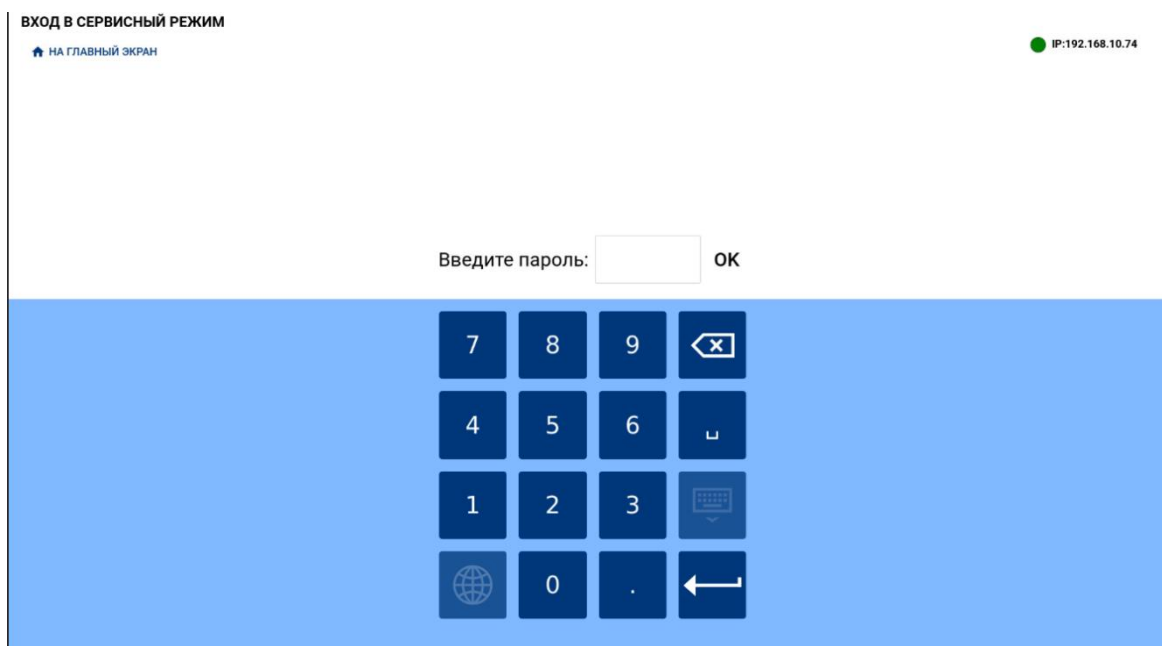 ВХОД В СЕРВИСНЫЙ РЕЖИМ
НА ГЛАВНЫЙ ЭКРАН
IP:192.168.10.74
Введите пароль: OK
7 8 9
4 5 6
1 2 3
0 .